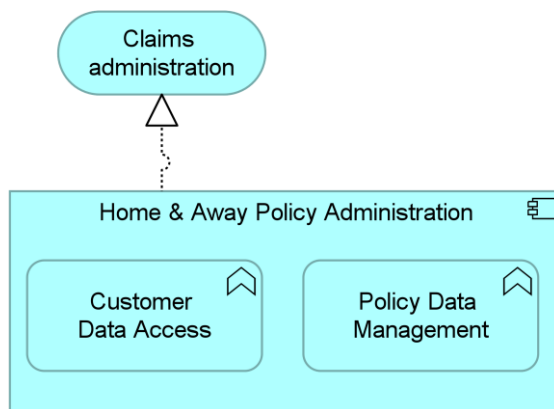 Claims
administration
Home & Away Policy Administration
Customer
Data Access
Policy Data
Management